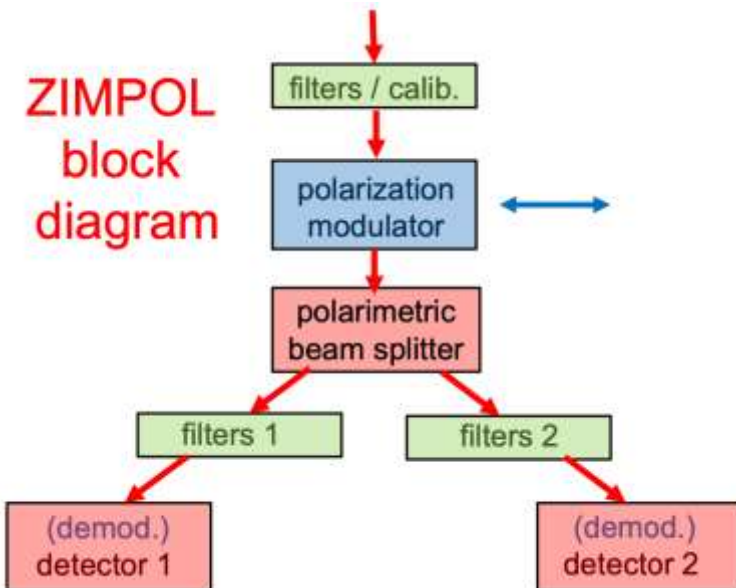 ZIMPOL
block
diagram
filters / calib.
polarization
modulator
polarimetric
beam splitter
filters 1
filters 2
(demod.)
detector 1
(demod.)
detector 2